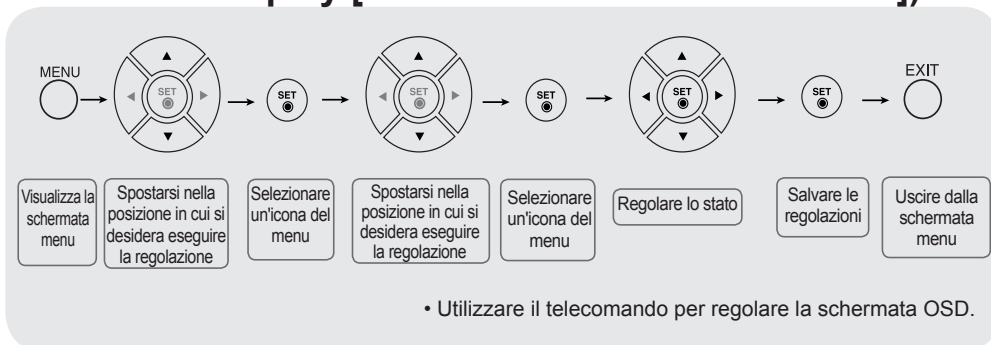 MENU
SET
SET
SET
SET
SET
SET
EXIT
Visualizza la
schermata
menu
Spostarsi nella
posizione in cui si
desidera eseguire
la regolazione
Selezionare
un'icona del
menu
Spostarsi nella
posizione in cui si
desidera eseguire
la regolazione
Selezionare
un'icona del
menu
Regolare lo stato
Salvare le
regolazioni
Uscire dalla
schermata
menu
• Utilizzare il telecomando per regolare la schermata OSD.